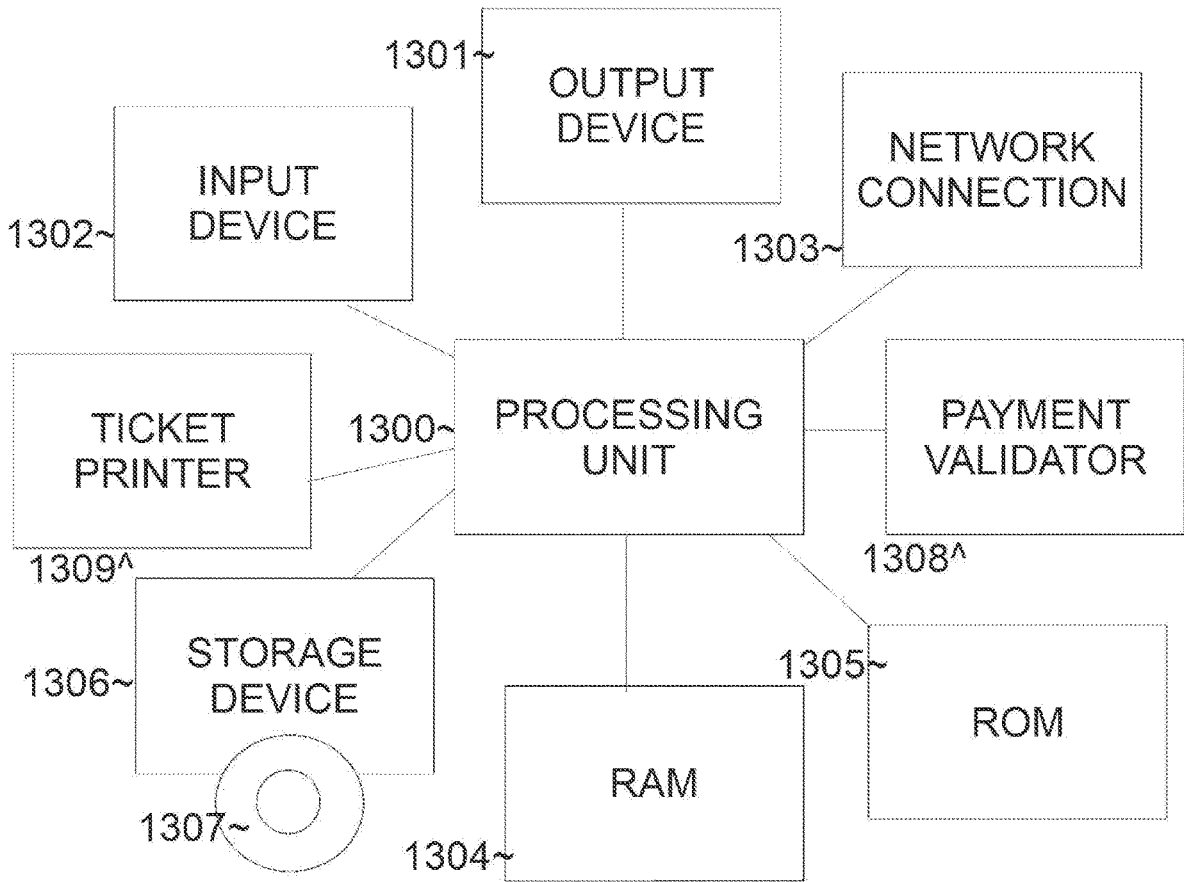 1301~
OUTPUT
DEVICE
NETWORK
CONNECTION
1303~
INPUT
DEVICE
1302~
TICKET
PRINTER
1309^
1300~
PROCESSING
UNIT
PAYMENT
VALIDATOR
1308^
STORAGE
DEVICE
1306~
1307~
RAM
1304~
1305~
ROM